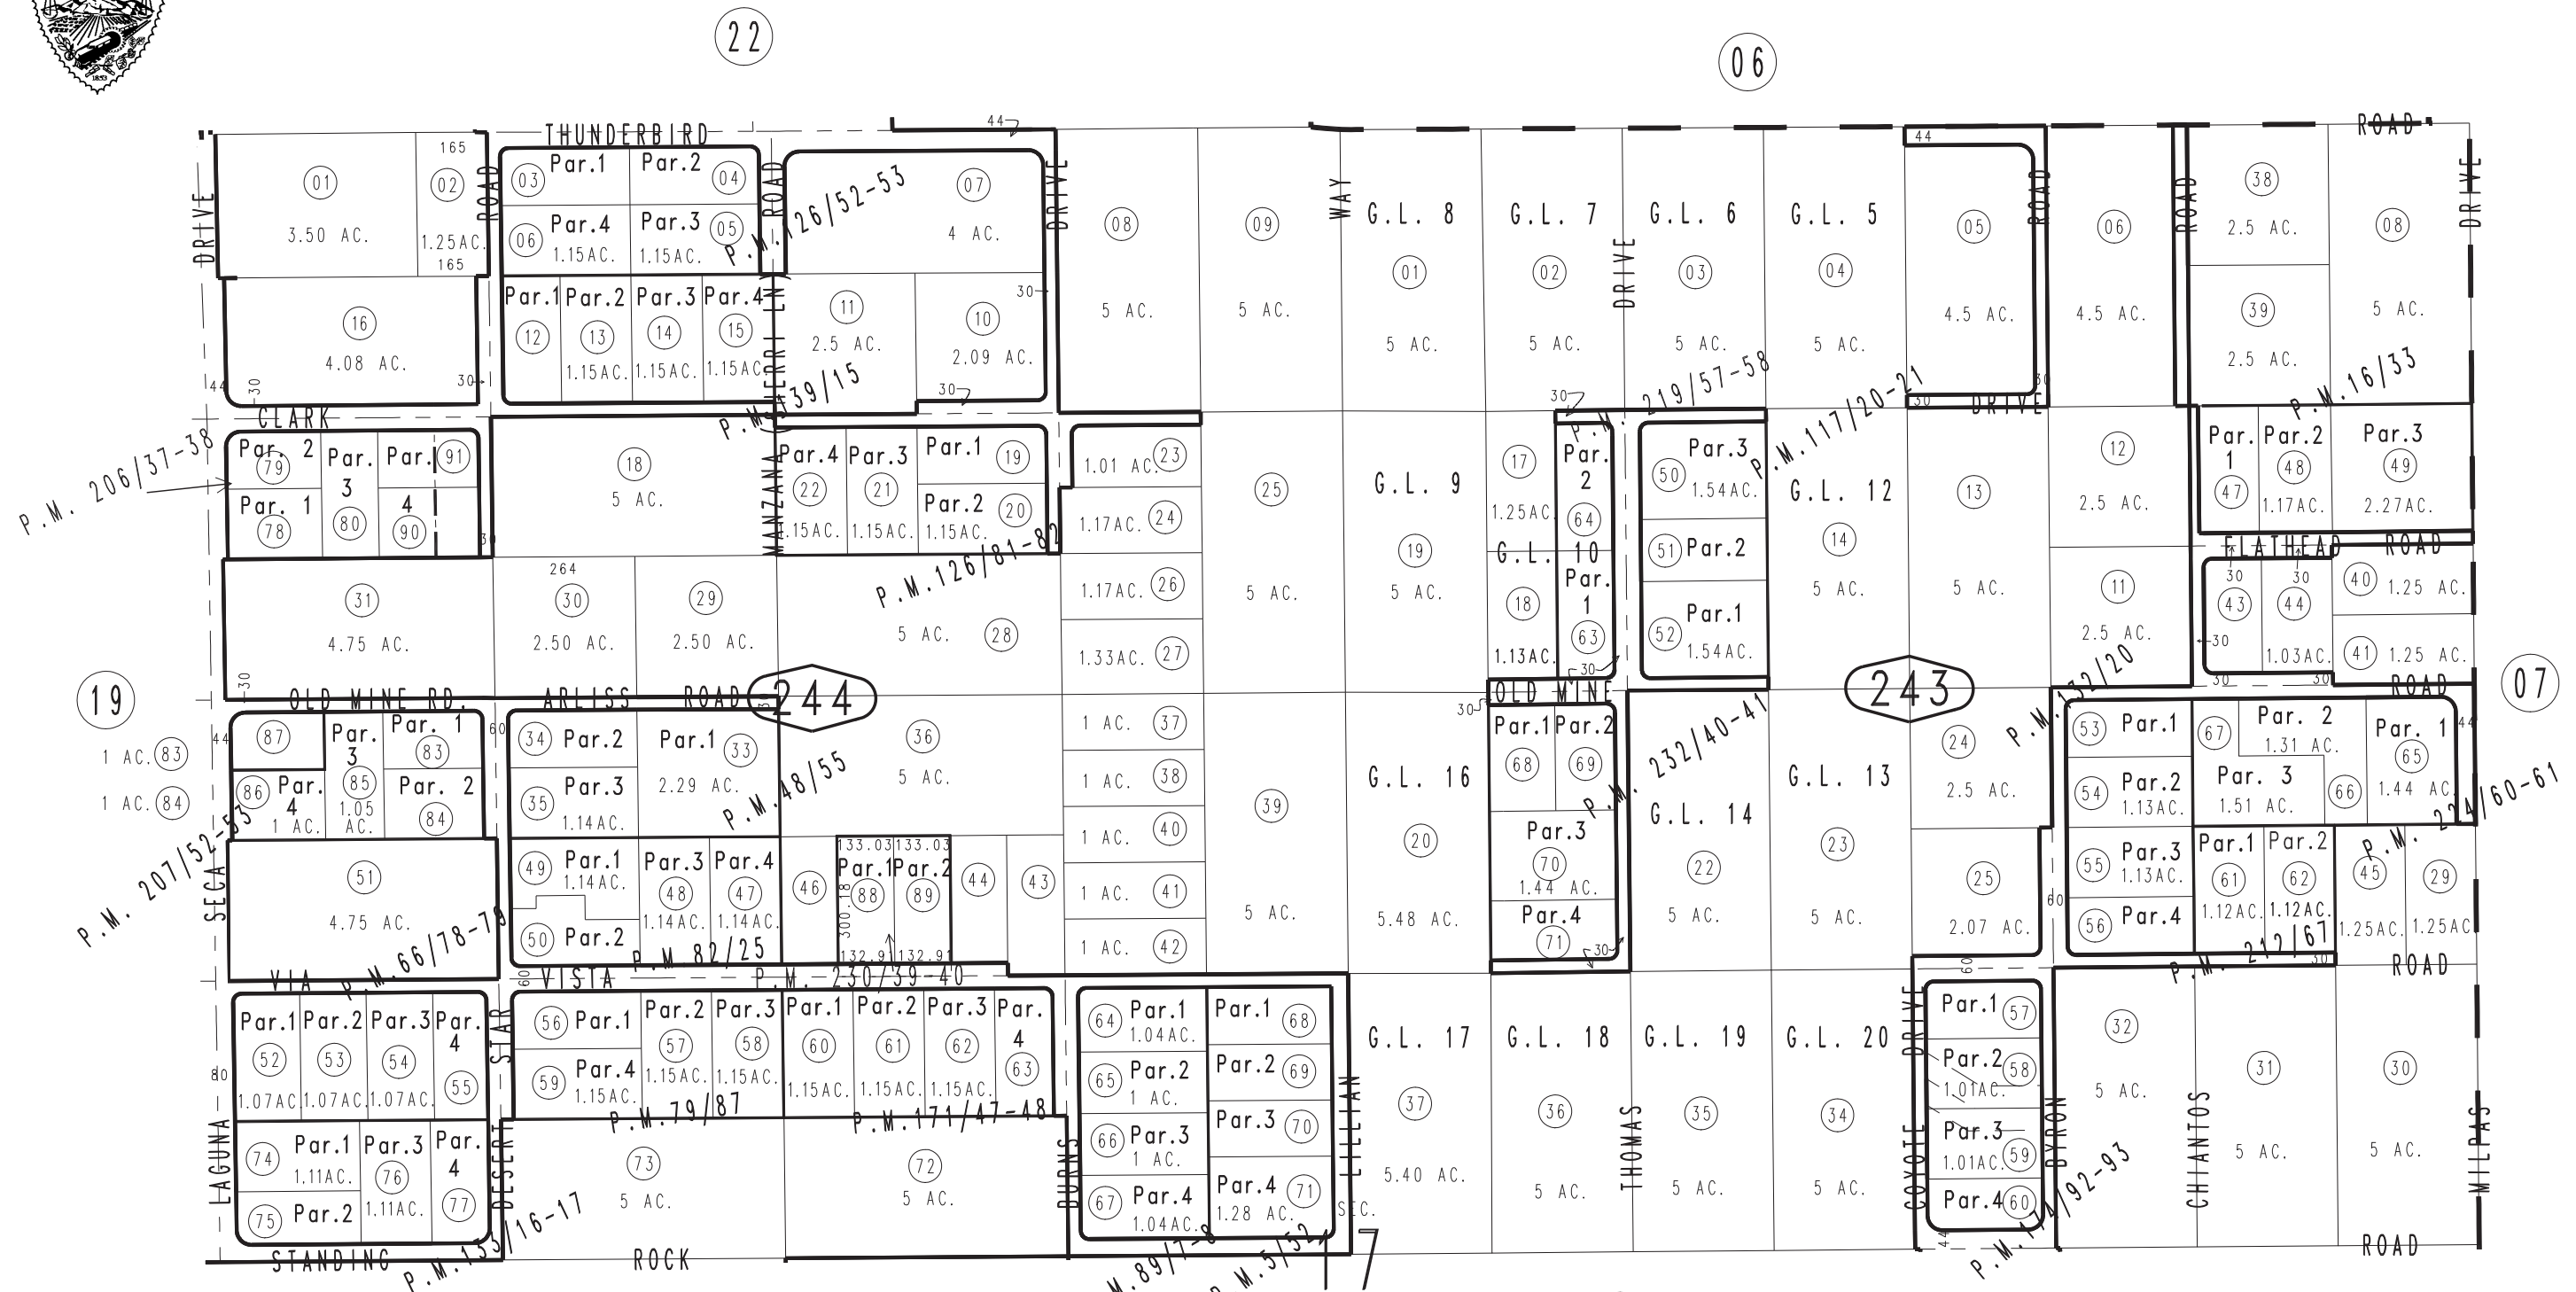 22
06
1853
THUNDERBIRD
ROAD
44
44
01
3.50 AC.
165
02
1.25AC.
165
DRIVE
ROAD
03 Par.1
Par.2 04
06 Par.4
1.15AC.
Par.3 05
1.15AC.
ROAD
P.M.126/52-53
07
4 AC.
DRIVE
08
5 AC.
09
5 AC.
WAY
G.L. 8
01
5 AC.
G.L. 7
02
5 AC.
DRIVE
G.L. 6
03
5 AC.
G.L. 5
04
5 AC.
05
4.5 AC.
ROAD
06
4.5 AC.
ROAD
38
2.5 AC.
39
2.5 AC.
08
5 AC.
DRIVE
16
4.08 AC.
44
30
30
Par.1
12
Par.2
13
1.15AC.
Par.3
14
1.15AC.
Par.4
15
1.15AC.
11
2.5 AC.
10
2.09 AC.
30
30
P.M.139/15
CLARK
DRIVE
30
30
P.M. 219/57-58
P.M.117/20-21
P.M.16/33
P.M. 206/37-38
Par. 2
79
Par. 1
78
Par.
3
80
Par.
4
90
91
18
5 AC.
MANZANA
Par.4
22
Par.3
21
1.15AC.
Par.1 19
Par.2 20
1.15AC.
P.M.126/81-82
1.01 AC. 23
1.17AC. 24
25
5 AC.
1.17AC. 26
1.33AC. 27
G.L. 9
19
5 AC.
17
1.25AC.
G.L. 10
18
1.13AC.
30
Par.
2
64
Par.
1
63
30
50 Par.3
1.54AC.
51 Par.2
52 Par.1
1.54AC.
G.L. 12
14
5 AC.
13
5 AC.
12
2.5 AC.
11
2.5 AC.
Par.
1
47
Par.2
48
1.17AC.
Par.3
49
2.27AC.
FLATHEAD ROAD
30
30
43
44
1.03AC.
40 1.25 AC.
41 1.25 AC.
30
30
30
31
4.75 AC.
30
264
30
2.50 AC.
29
2.50 AC.
5 AC. 28
19
244
243
07
OLD MINE RD.
ARLISS ROAD
OLD MINE
ROAD
P.M.132/20
1 AC. 83
1 AC. 84
P.M. 207/52-53
44
87
86 Par.
4
1 AC.
Par.
3
85
1.05
AC.
Par. 1
83
Par. 2
84
60
34 Par.2
35 Par.3
1.14AC.
Par.1 33
2.29 AC.
P.M.48/55
36
5 AC.
1 AC. 37
1 AC. 38
1 AC. 40
1 AC. 41
1 AC. 42
39
5 AC.
G.L. 16
20
5.48 AC.
30
Par.1
68
Par.2
69
Par.3
70
1.44 AC.
Par.4
71
30
P.M. 232/40-41
G.L. 14
22
5 AC.
G.L. 13
23
5 AC.
24
2.5 AC.
25
2.07 AC.
60
53 Par.1
54 Par.2
1.13AC.
55 Par.3
1.13AC.
56 Par.4
67
Par. 2
1.31 AC.
Par. 3
1.51 AC.
66
Par. 1
65
1.44 AC.
44
Par.1
61
1.12AC.
Par.2
62
1.12AC.
45
1.25AC.
29
1.25AC.
P.M. 212/67
30
ROAD
51
4.75 AC.
SECA
P.M.66/78-79
49 Par.1
1.14AC.
50 Par.2
Par.3
48
1.14AC.
Par.4
47
1.14AC.
46
133.03
Par.1
88
300.18
133.03
Par.2
89
44
43
P.M.82/25
VIA
VISTA
60
P.M. 230/39-40
Par.1
52
1.07AC.
Par.2
53
1.07AC.
Par.3
54
1.07AC.
Par.
4
55
80
LAGUNA
STAR
DESERT
56 Par.1
59 Par.4
1.15AC.
Par.2
57
1.15AC.
Par.3
58
1.15AC.
Par.1
60
1.15AC.
Par.2
61
1.15AC.
Par.3
62
1.15AC.
Par.
4
63
P.M.79/87
P.M.171/47-48
64 Par.1
1.04AC.
65 Par.2
1 AC.
66 Par.3
1 AC.
67 Par.4
1.04AC.
Par.1 68
Par.2 69
Par.3 70
Par.4 71
1.28 AC.
LILLIAN
SEC.
17
G.L. 17
37
5.40 AC.
G.L. 18
36
5 AC.
THOMAS
G.L. 19
35
5 AC.
G.L. 20
34
5 AC.
COYOTE DRIVE
60
Par.1 57
Par.2 58
1.01AC.
Par.3 59
1.01AC.
Par.4 60
44
BYRON
32
5 AC.
CHIANTOS
31
5 AC.
30
5 AC.
MILPAS
74 Par.1
1.11AC.
75 Par.2
Par.3
76
1.11AC.
Par.
4
77
73
5 AC.
72
5 AC.
STANDING
ROCK
ROAD